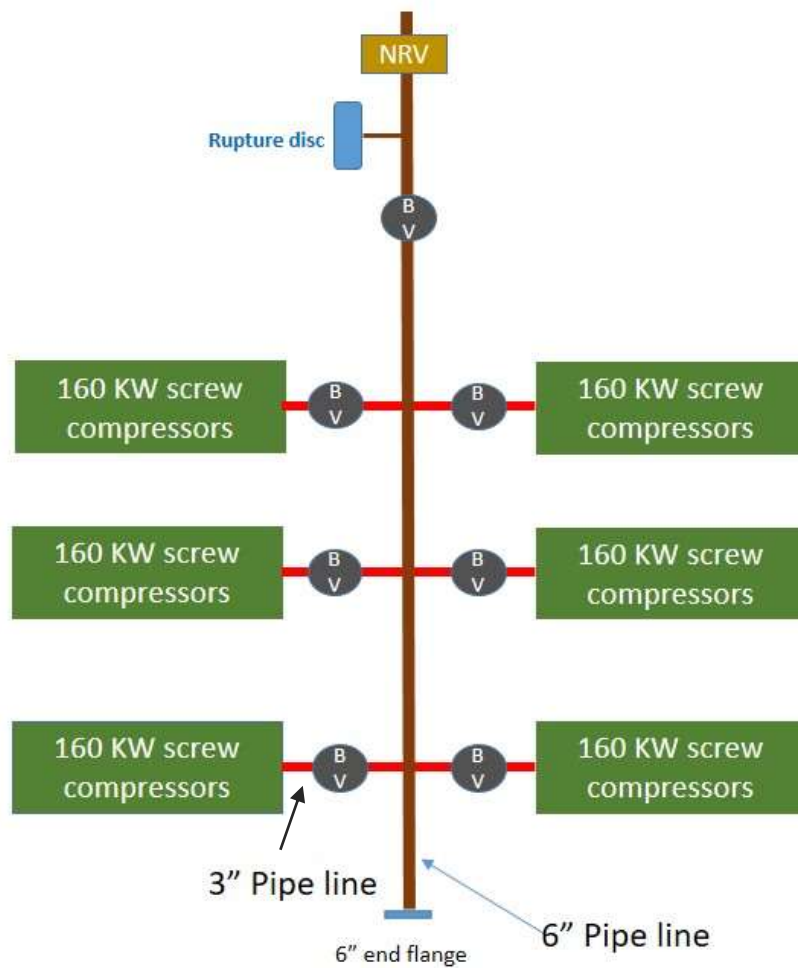 NRV
Rupture disc
B
V
160 KW screw
compressors
B
V
B
V
160 KW screw
compressors
160 KW screw
compressors
B
V
B
V
160 KW screw
compressors
160 KW screw
compressors
B
V
B
V
160 KW screw
compressors
3” Pipe line
6” Pipe line
6” end flange